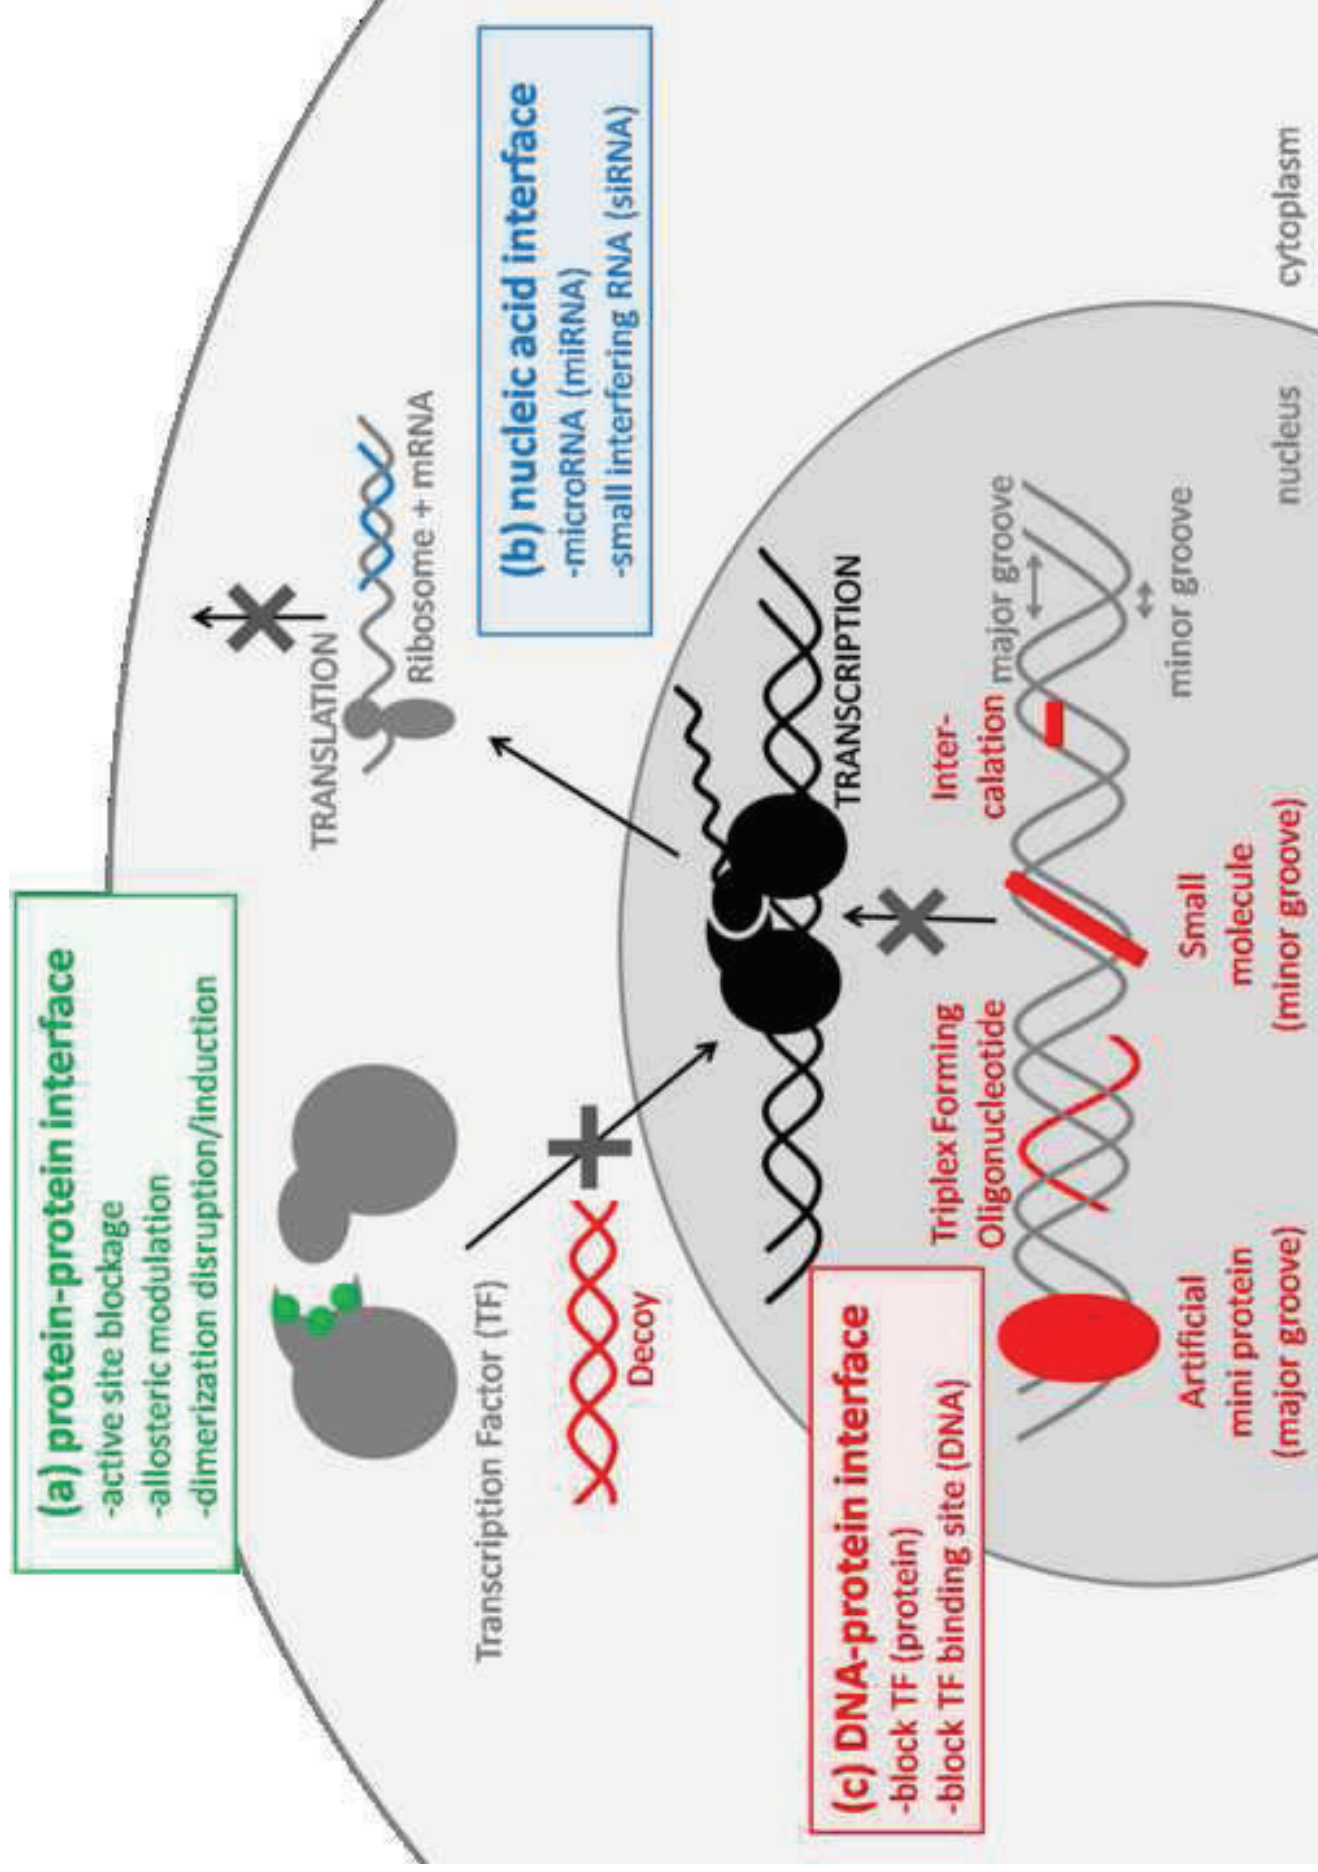 (a) protein-protein interface
-active site blockage
-allosteric modulation
-dimerization disruption/induction
TRANSLATION
Ribosome + mRNA
(b) nucleic acid interface
-microRNA (miRNA)
-small interfering RNA (siRNA)
Transcription Factor (TF)
Decoy
TRANSCRIPTION
(c) DNA-protein interface
-block TF (protein)
-block TF binding site (DNA)
Triplex Forming
Oligonucleotide
Inter-
calation
major groove
minor groove
Artificial
mini protein
(major groove)
Small
molecule
(minor groove)
nucleus
cytoplasm